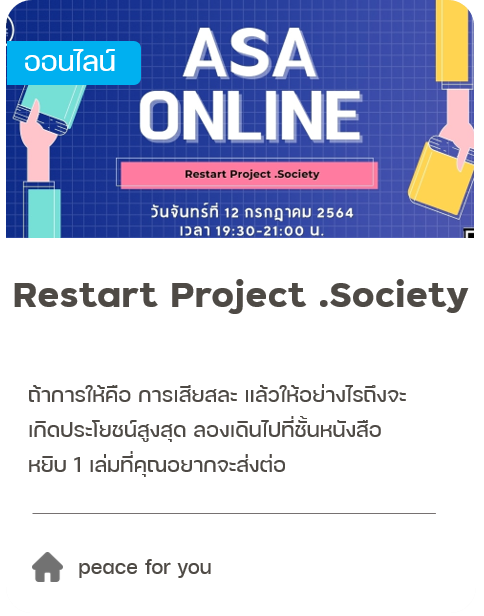 ออนไลน์
ASA
ONLINE
Restart Project .Society
วันจันทร์ที่ 12 กรกฎาคม 2564
เวลา 19:30-21:00 น.
Restart Project .Society
ถ้าการให้คือ การเสียสละ แล้วให้อย่างไรถึงจะ
เกิดประโยชน์สูงสุด ลองเดินไปที่ชั้นหนังสือ
หยิบ 1 เล่มที่คุณอยากจะส่งต่อ
peace for you